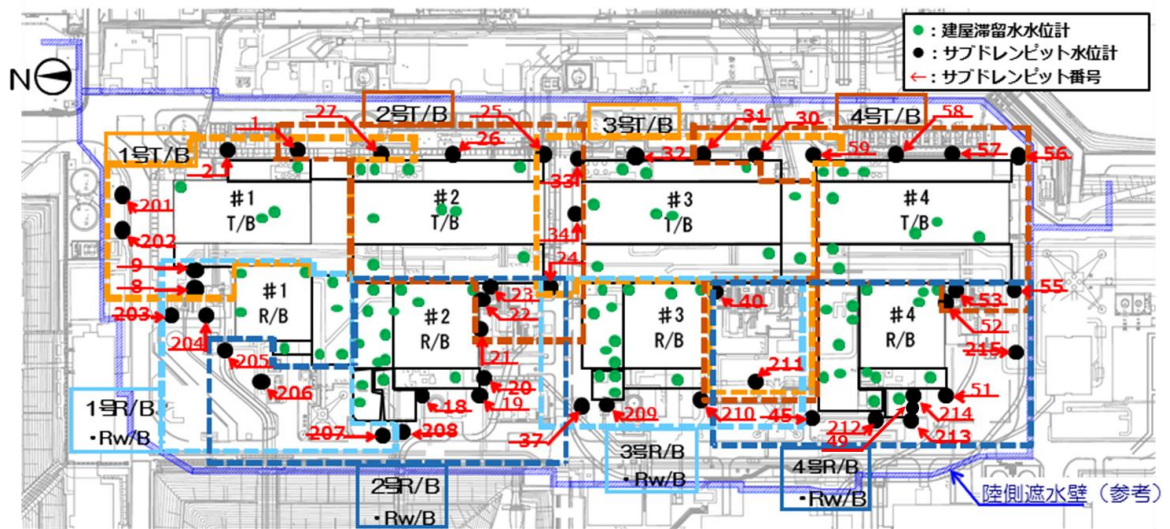 ●：建屋滞留水水位計
●：サブドレンピット水位計
←：サブドレンピット番号
N
1号T/B
2号T/B
3号T/B
4号T/B
1
2
27
26
25
33
32
31
30
59
58
57
56
201
202
#1
T/B
#2
T/B
#3
T/B
#4
T/B
34
24
9
8
203
204
205
206
#1
R/B
#2
R/B
#3
R/B
#4
R/B
23
22
21
20
19
18
40
211
53
52
55
215
51
214
213
49
212
45
210
209
37
208
207
1号R/B
・Rw/B
2号R/B
・Rw/B
3号R/B
・Rw/B
4号R/B
・Rw/B
陸側遮水壁（参考）